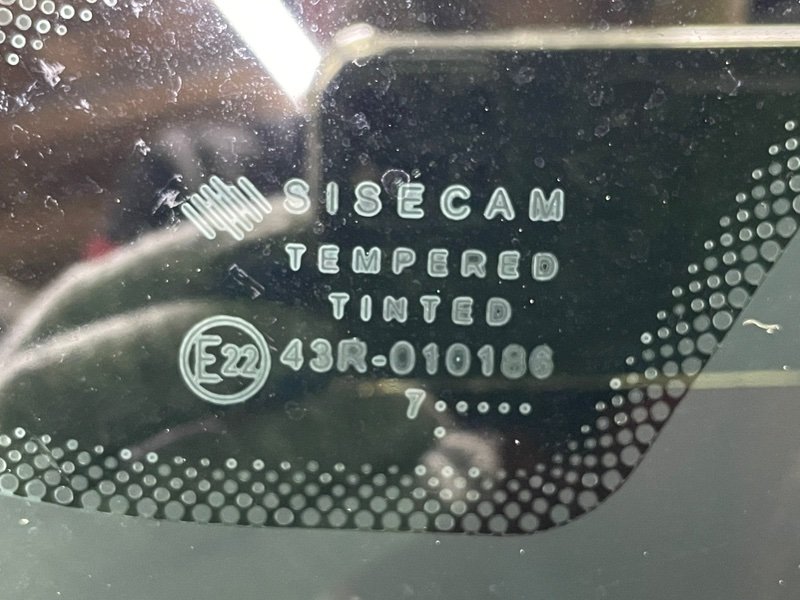 SISECAM
TEMPERED
TINTED
E22 43R-010186
7•••••